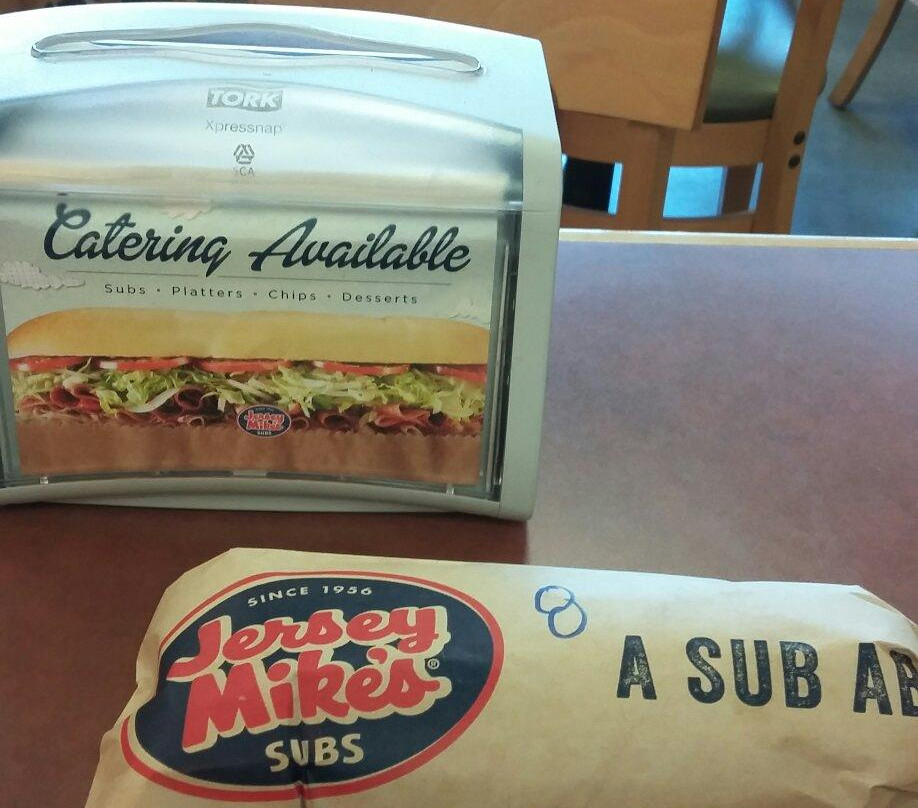 TORK
Xpressnap
SCA
Catering Available
Subs • Platters • Chips • Desserts
Jersey
Mike's
SUBS
SINCE 1956
Jersey
Mike's®
SUBS
8
A SUB AB